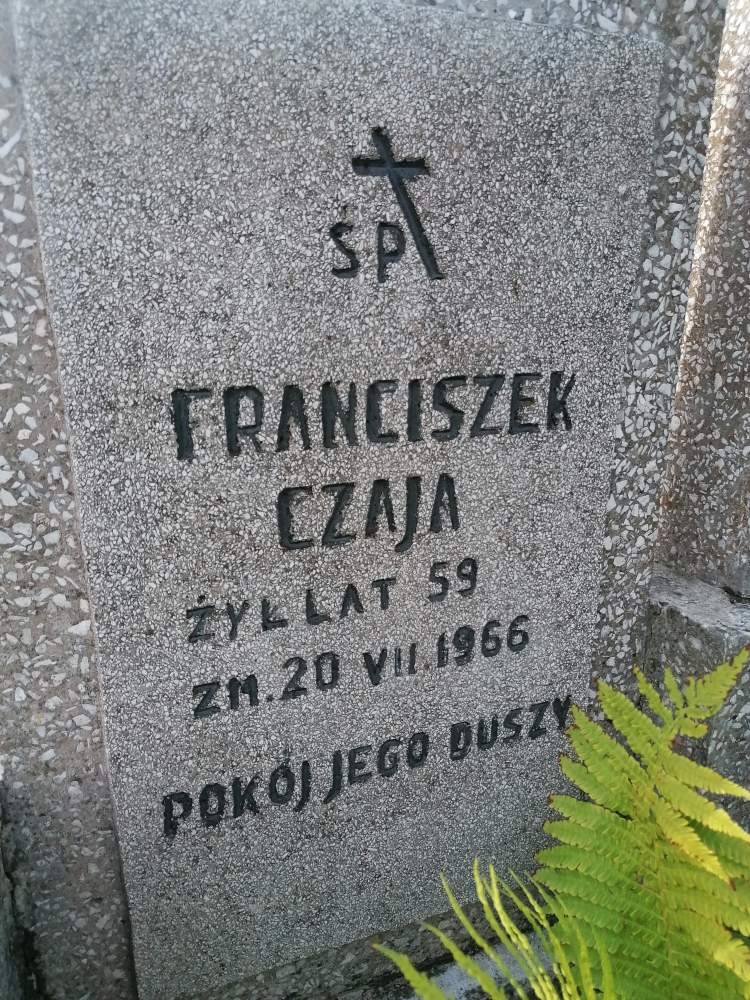 ŚP
FRANCISZEK
CZAJA
ŻYŁ LAT 59
ZM. 20 VII. 1966
POKÓJ JEGO DUSZY